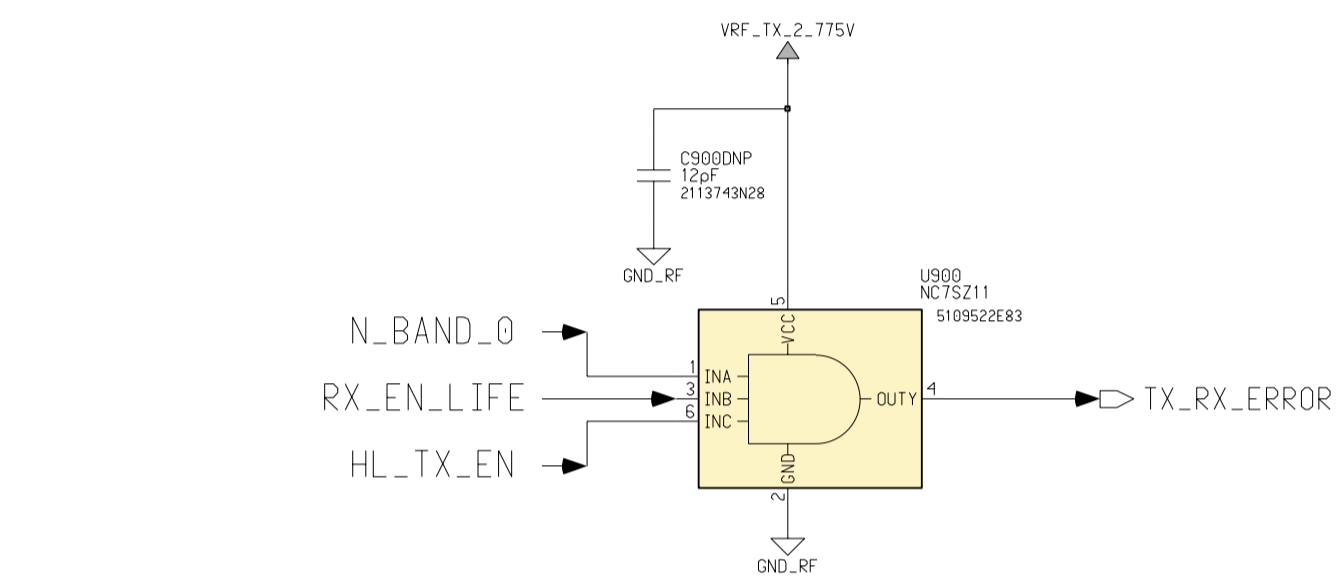 VRF_TX_2_775V
C900DNP
12pF
2113743N28
GND_RF
U900
NC7SZ11
5109522E83
5
VCC
N_BAND_0
1
INA
RX_EN_LIFE
3
INB
OUTY
4
TX_RX_ERROR
6
INC
HL_TX_EN
GND
2
GND_RF